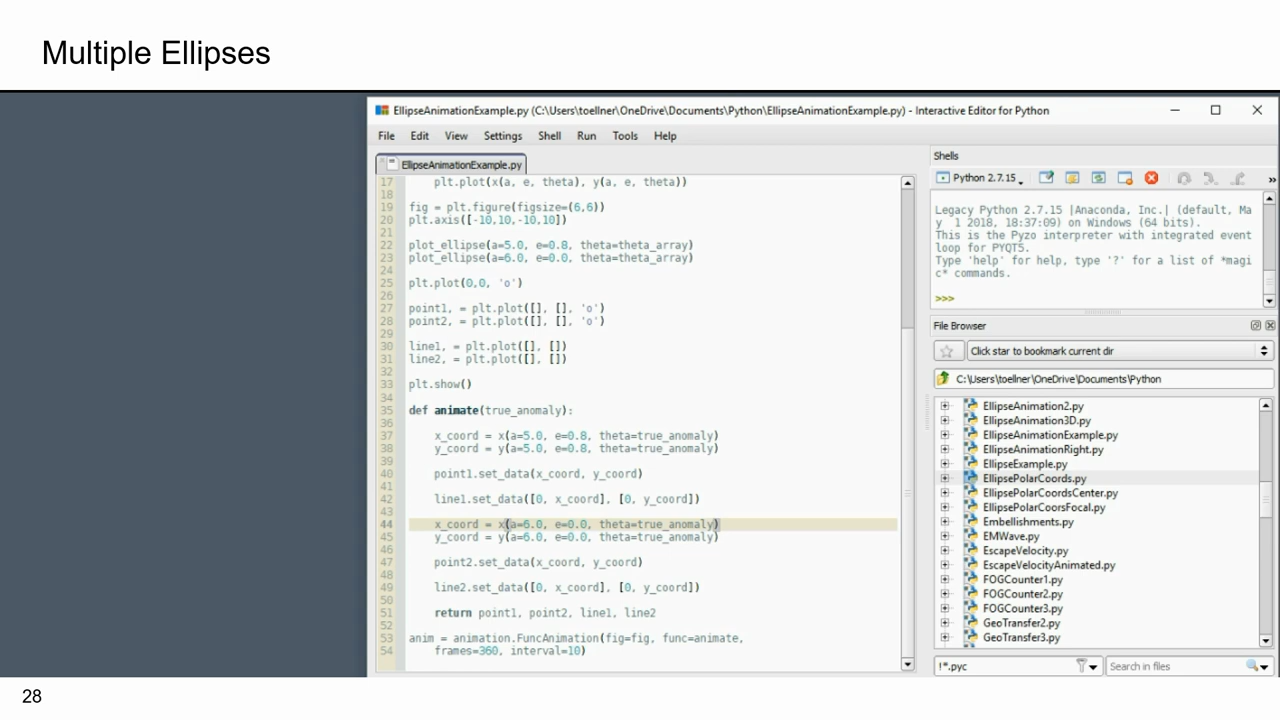 Multiple Ellipses
EllipseAnimationExample.py (C:\Users\toellner\OneDrive\Documents\Python\EllipseAnimationExample.py) - Interactive Editor for Python
File Edit View Settings Shell Run Tools Help
EllipseAnimationExample.py
17 plt.plot(x(a, e, theta), y(a, e, theta))
18
19 fig = plt.figure(figsize=(6,6))
20 plt.axis([-10,10,-10,10])
21
22 plot_ellipse(a=5.0, e=0.8, theta=theta_array)
23 plot_ellipse(a=6.0, e=0.0, theta=theta_array)
24
25 plt.plot(0,0, 'o')
26
27 point1, = plt.plot([], [], 'o')
28 point2, = plt.plot([], [], 'o')
29
30 line1, = plt.plot([], [])
31 line2, = plt.plot([], [])
32
33 plt.show()
34
35 def animate(true_anomaly):
36
37 x_coord = x(a=5.0, e=0.8, theta=true_anomaly)
38 y_coord = y(a=5.0, e=0.8, theta=true_anomaly)
39
40 point1.set_data(x_coord, y_coord)
41
42 line1.set_data([0, x_coord], [0, y_coord])
43
44 x_coord = x(a=6.0, e=0.0, theta=true_anomaly)
45 y_coord = y(a=6.0, e=0.0, theta=true_anomaly)
46
47 point2.set_data(x_coord, y_coord)
48
49 line2.set_data([0, x_coord], [0, y_coord])
50
51 return point1, point2, line1, line2
52
53 anim = animation.FuncAnimation(fig=fig, func=animate,
54 frames=360, interval=10)
Shells
Python 2.7.15
Legacy Python 2.7.15 |Anaconda, Inc.| (default, Ma
y 1 2018, 18:37:09) on Windows (64 bits).
This is the Pyzo interpreter with integrated event
loop for PYQT5.
Type 'help' for help, type '?' for a list of *magi
c* commands.
>>>
File Browser
Click star to bookmark current dir
C:\Users\toellner\OneDrive\Documents\Python
EllipseAnimation2.py
EllipseAnimation3D.py
EllipseAnimationExample.py
EllipseAnimationRight.py
EllipseExample.py
EllipsePolarCoords.py
EllipsePolarCoordsCenter.py
EllipsePolarCoorsFocal.py
Embellishments.py
EMWave.py
EscapeVelocity.py
EscapeVelocityAnimated.py
FOGCounter1.py
FOGCounter2.py
FOGCounter3.py
GeoTransfer2.py
GeoTransfer3.py
!*.pyc
Search in files
28